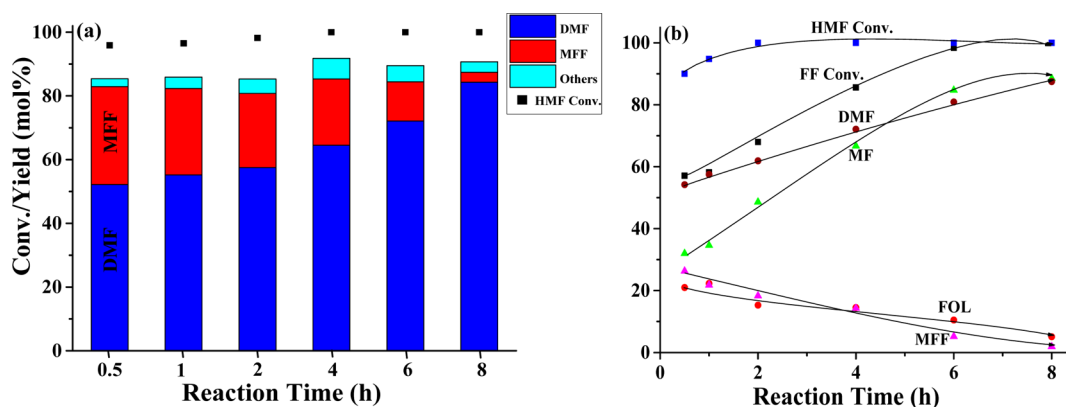 (a)
DMF
MFF
Others
HMF Conv.
Conv./Yield (mol%)
100
80
60
40
20
0
MFF
DMF
0.5 1 2 4 6 8
Reaction Time (h)
(b)
HMF Conv.
FF Conv.
DMF
MF
FOL
MFF
100
80
60
40
20
0
0 2 4 6 8
Reaction Time (h)